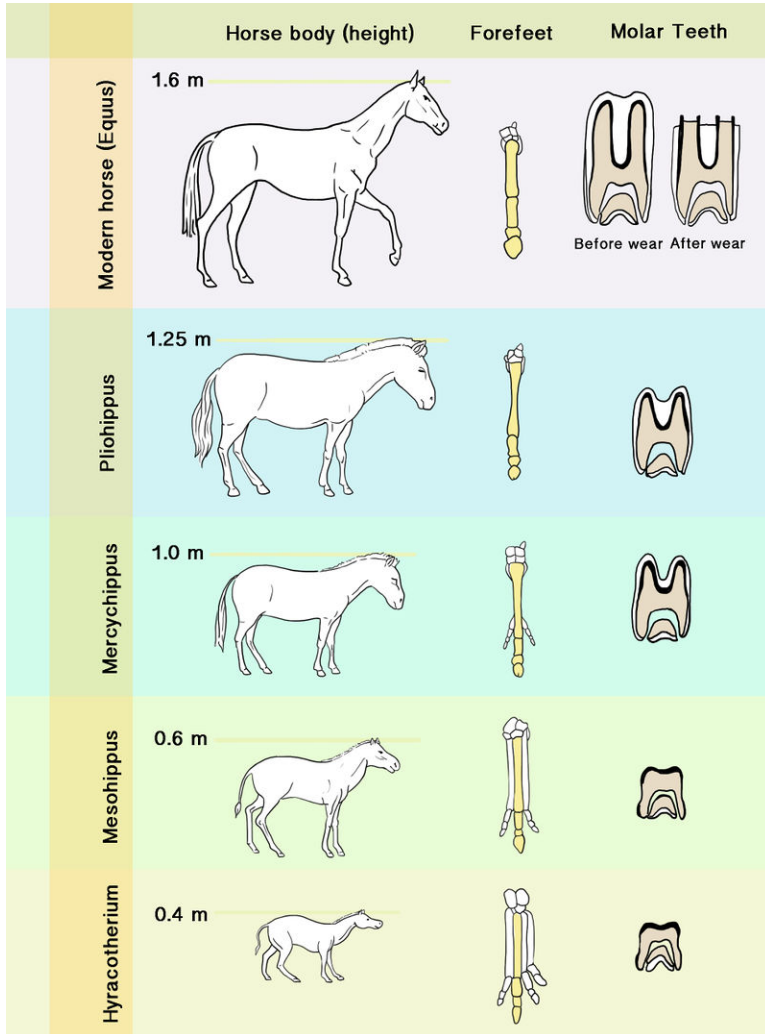 Horse body (height) Forefeet Molar Teeth
Modern horse (Equus)
1.6 m
Before wear After wear
Pliohippus
1.25 m
Mercychippus
1.0 m
Mesohippus
0.6 m
Hyracotherium
0.4 m